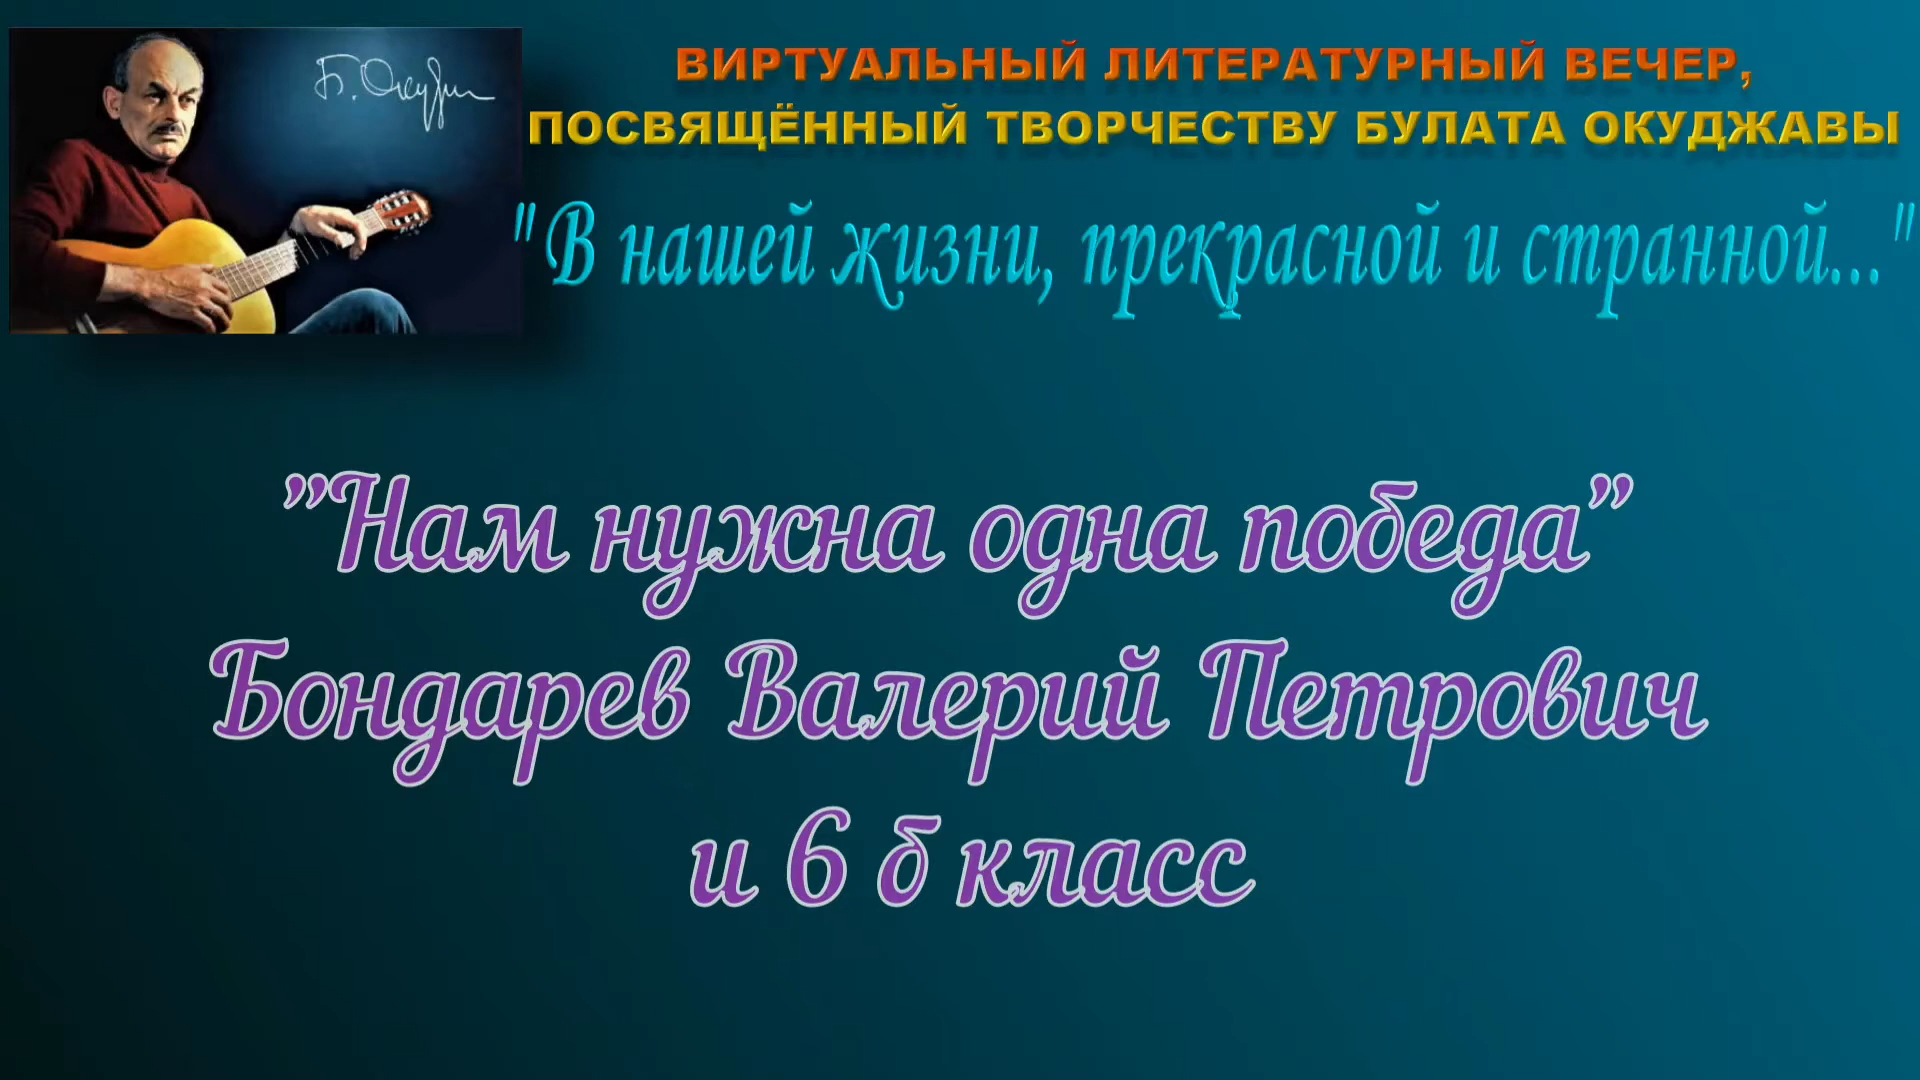 Б. Окуджава
ВИРТУАЛЬНЫЙ ЛИТЕРАТУРНЫЙ ВЕЧЕР,
ПОСВЯЩЁННЫЙ ТВОРЧЕСТВУ БУЛАТА ОКУДЖАВЫ
"В нашей жизни, прекрасной и странной..."
"Нам нужна одна победа"
Бондарев Валерий Петрович
и 6 б класс